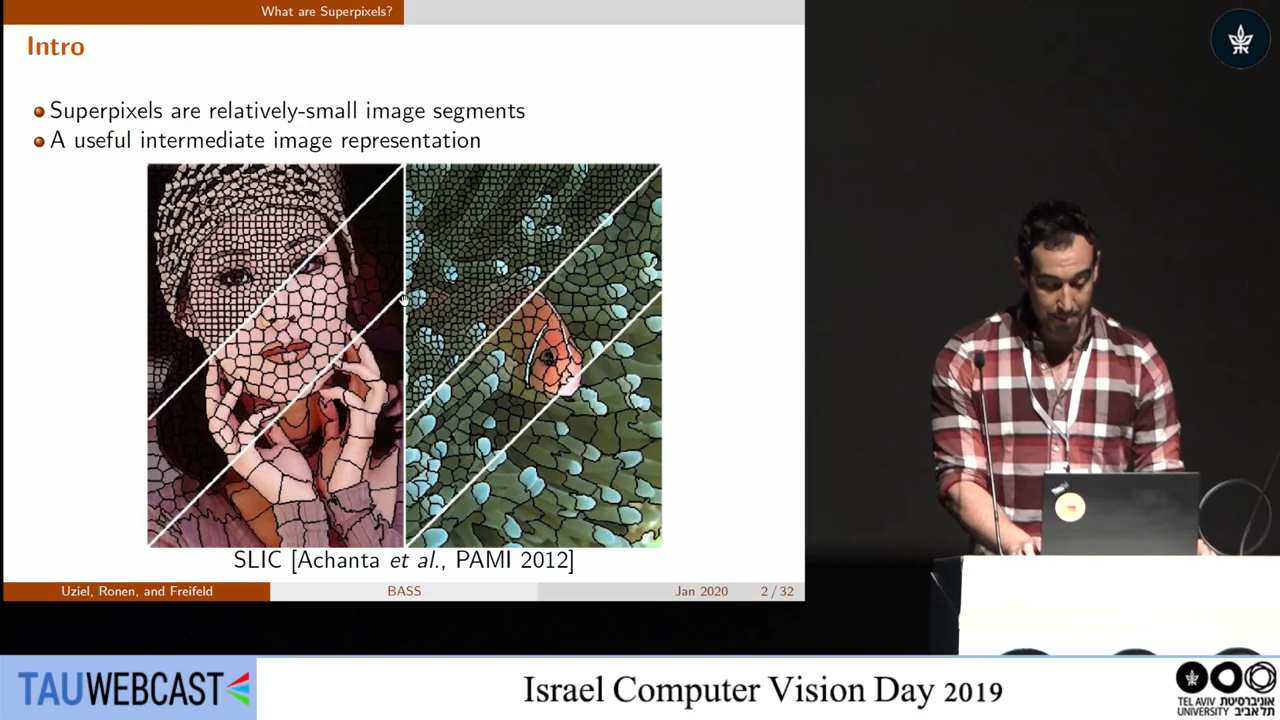 What are Superpixels?
Intro
Superpixels are relatively-small image segments
A useful intermediate image representation
SLIC [Achanta et al., PAMI 2012]
Uziel, Ronen, and Freifeld
BASS
Jan 2020
2 / 32
TAUWEBCAST
Israel Computer Vision Day 2019
TEL AVIV אוניברסיטת
UNIVERSITY תל אביב